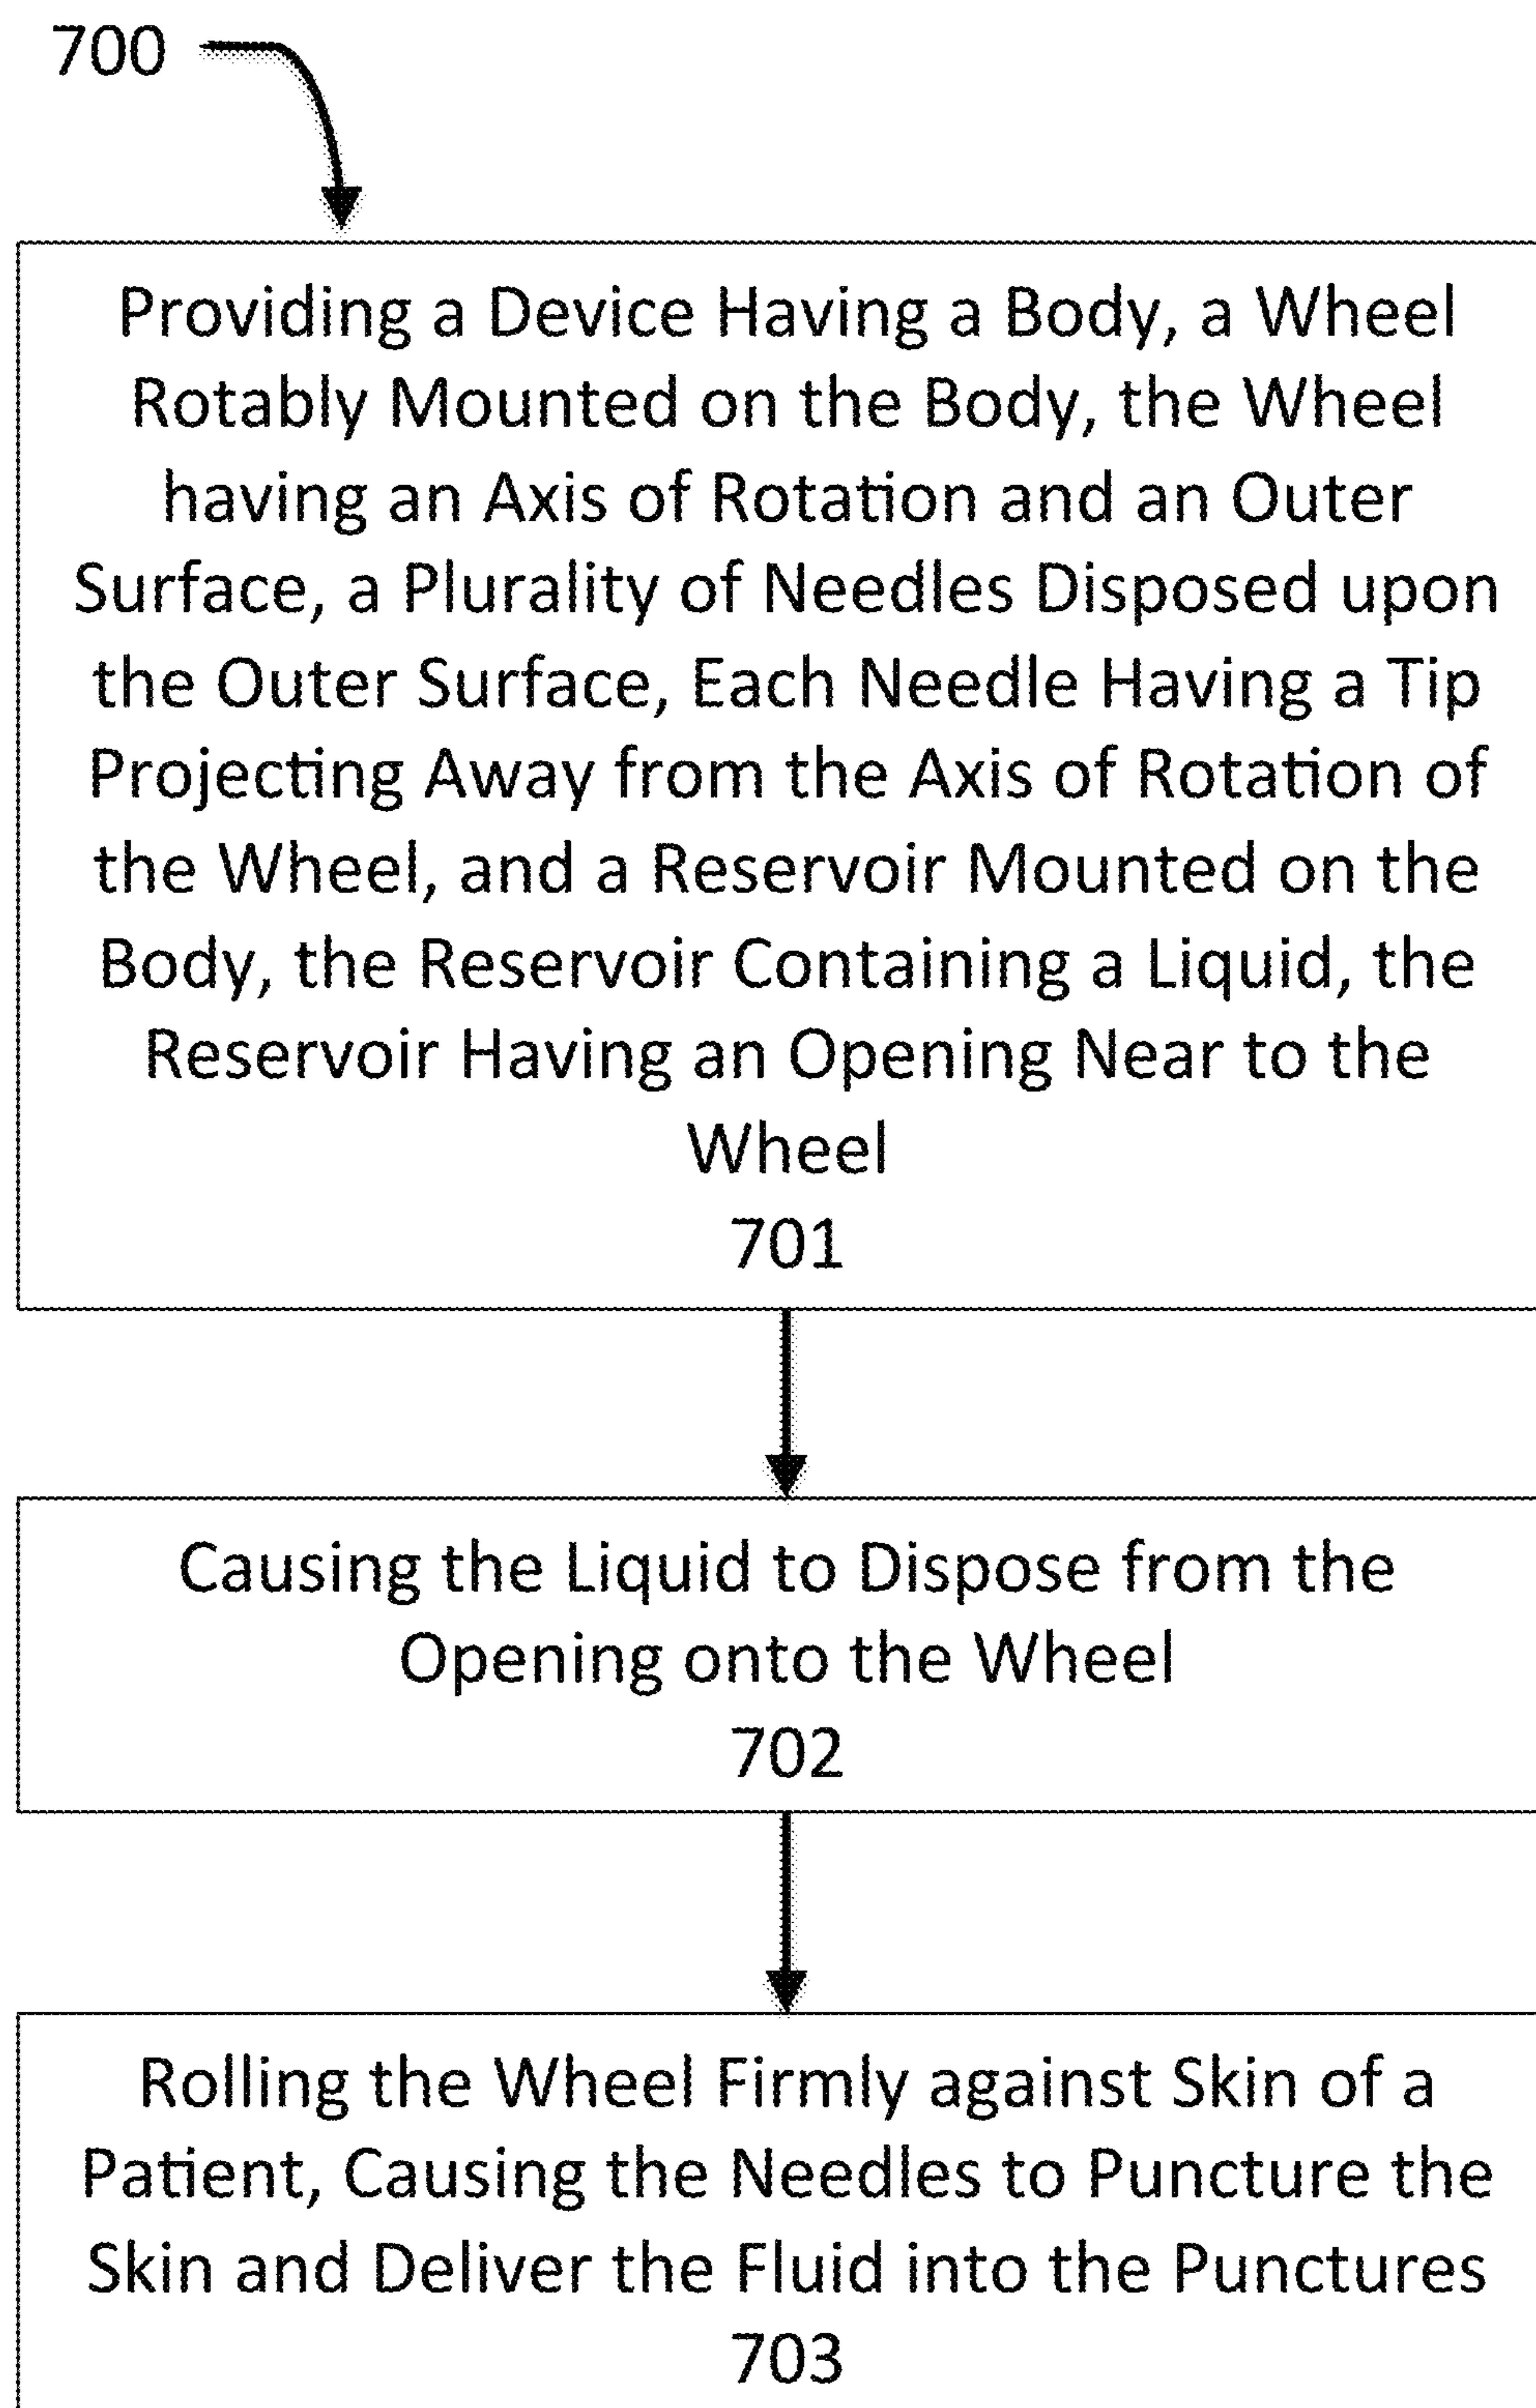 700
Providing a Device Having a Body, a Wheel
Rotably Mounted on the Body, the Wheel
having an Axis of Rotation and an Outer
Surface, a Plurality of Needles Disposed upon
the Outer Surface, Each Needle Having a Tip
Projecting Away from the Axis of Rotation of
the Wheel, and a Reservoir Mounted on the
Body, the Reservoir Containing a Liquid, the
Reservoir Having an Opening Near to the
Wheel
701
Causing the Liquid to Dispose from the
Opening onto the Wheel
702
Rolling the Wheel Firmly against Skin of a
Patient, Causing the Needles to Puncture the
Skin and Deliver the Fluid into the Punctures
703